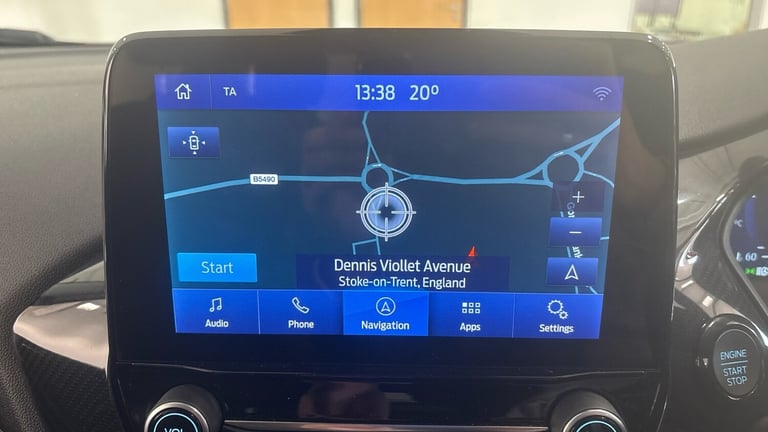 TA
13:38 20°
B5490
+
−
Start
Dennis Viollet Avenue
Stoke-on-Trent, England
Audio
Phone
Navigation
Apps
Settings
60
ENGINE
START
STOP
VOL